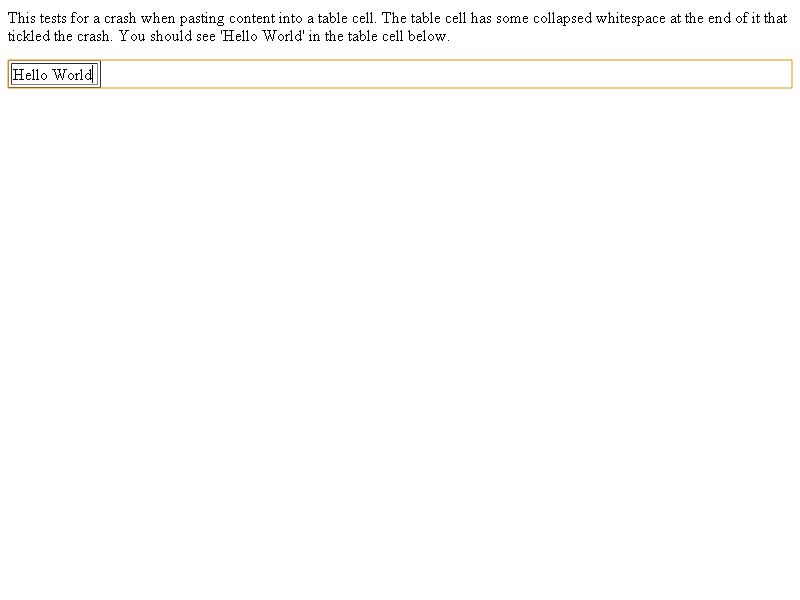 This tests for a crash when pasting content into a table cell. The table cell has some collapsed whitespace at the end of it that
tickled the crash. You should see 'Hello World' in the table cell below.
Hello World